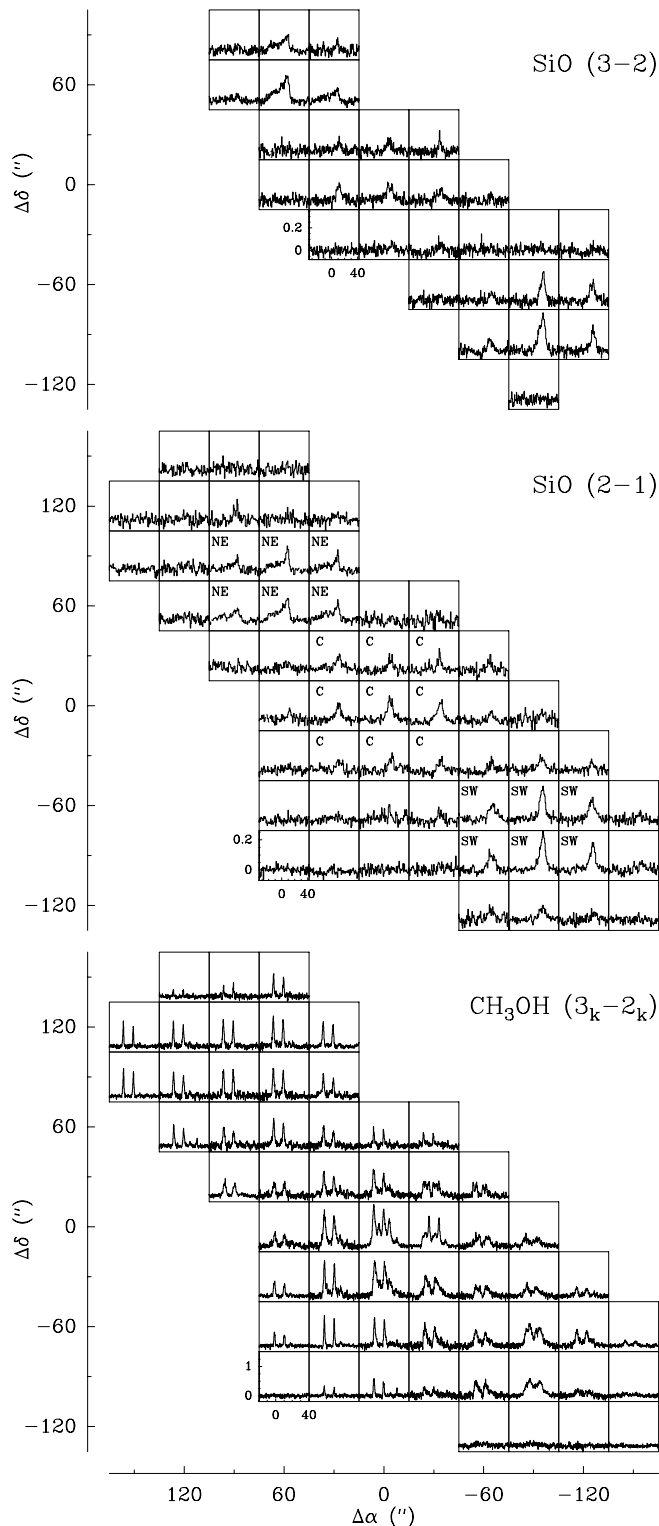 SiO (3−2)
60
0
−60
−120
Δδ (″)
0.2
0
0 40
SiO (2−1)
120
60
0
−60
−120
Δδ (″)
NE NE NE
NE NE NE
C C C
C C C
C C C
SW SW SW
SW SW SW
0.2
0
0 40
CH₃OH (3ₖ−2ₖ)
120
60
0
−60
−120
Δδ (″)
1
0
0 40
120 60 0 −60 −120
Δα (″)